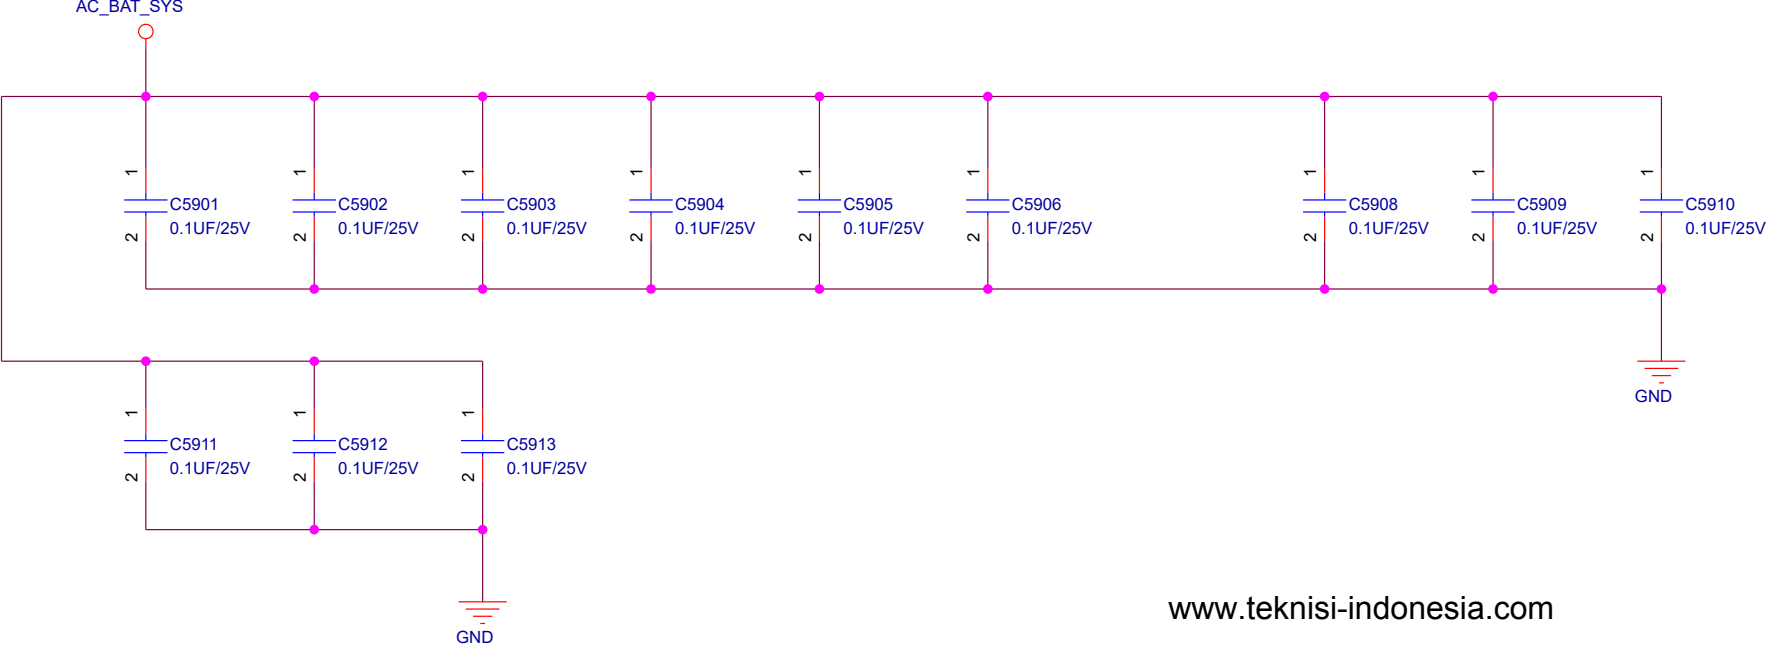 AC_BAT_SYS
1 1 1 1 1 1 1 1 1
C5901 C5902 C5903 C5904 C5905 C5906 C5908 C5909 C5910
0.1UF/25V 0.1UF/25V 0.1UF/25V 0.1UF/25V 0.1UF/25V 0.1UF/25V 0.1UF/25V 0.1UF/25V 0.1UF/25V
2 2 2 2 2 2 2 2 2
GND
1 1 1
C5911 C5912 C5913
0.1UF/25V 0.1UF/25V 0.1UF/25V
2 2 2
www.teknisi-indonesia.com
GND